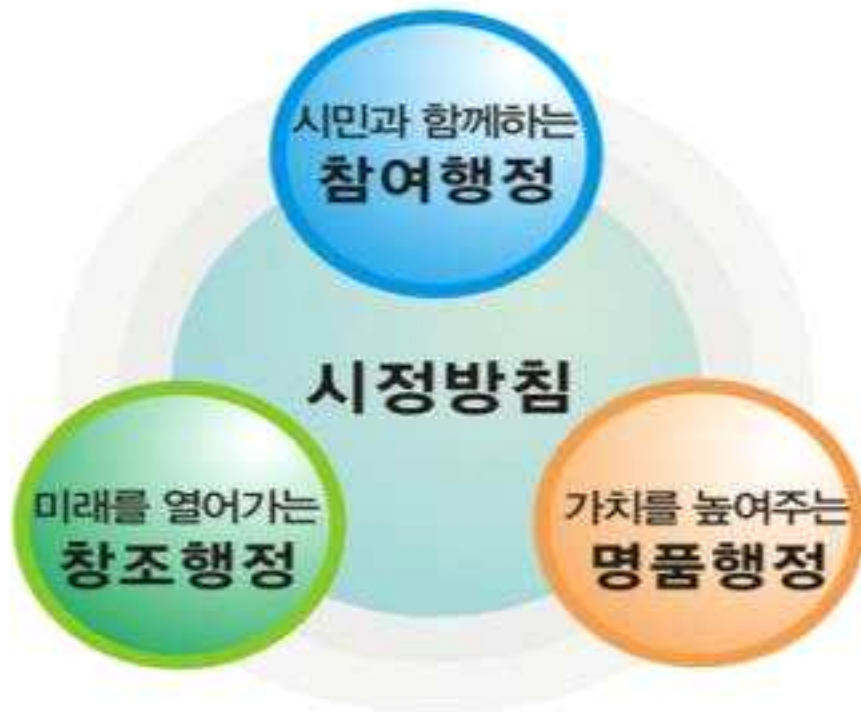 시민과 함께하는
참여행정
시정방침
미래를 열어가는
창조행정
가치를 높여주는
명품행정